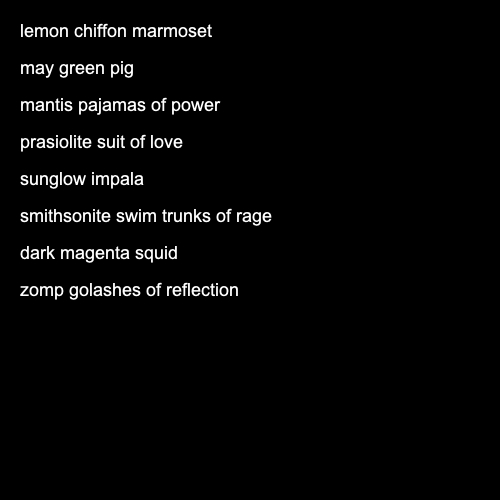 lemon chiffon marmoset
may green pig
mantis pajamas of power
prasiolite suit of love
sunglow impala
smithsonite swim trunks of rage
dark magenta squid
zomp golashes of reflection